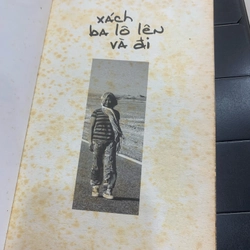 xách
ba lô lên
và đi